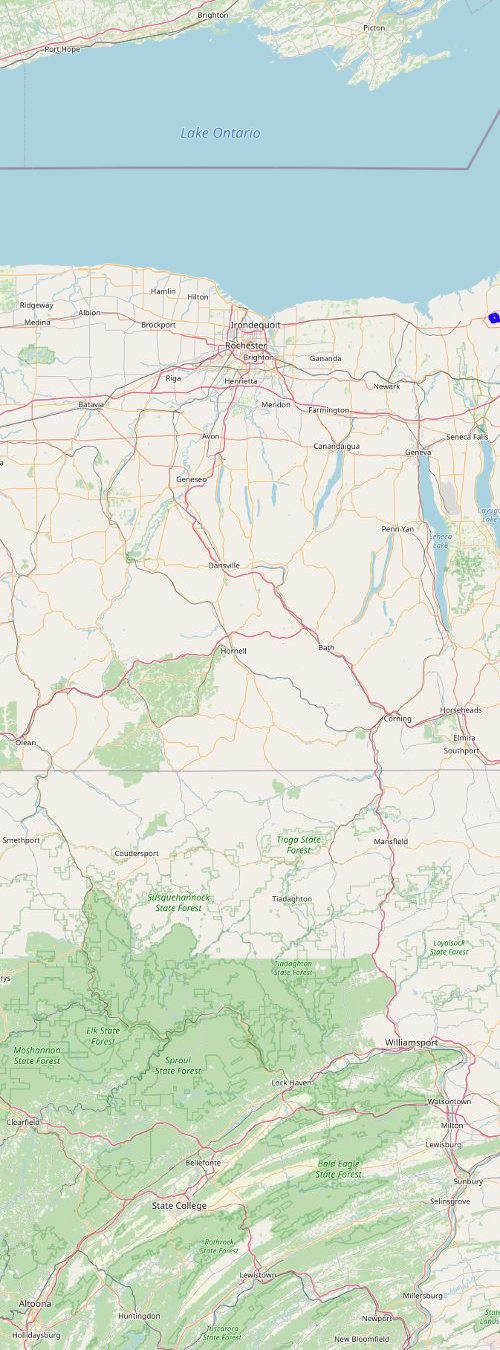 Brighton
Picton
Port Hope
Lake Ontario
Hamlin
Hilton
Ridgeway
Albion
Medina
Brockport
Irondequoit
Rochester
Brighton
Gananda
Riga
Henrietta
Newark
Batavia
Mendon
Farmington
Avon
Canandaigua
Seneca Falls
Geneva
Geneseo
Penn Yan
Seneca
Lake
Cayuga
Lake
Dansville
Hornell
Bath
Corning
Horseheads
Elmira
Southport
Olean
Smethport
Coudersport
Tioga State
Forest
Mansfield
Susquehannock
State Forest
Tiadaghton
Loyalsock
State Forest
Tiadaghton
State Forest
rys
Elk State
Forest
Moshannon
State Forest
Sproul
State Forest
Williamsport
Lock Haven
Watsontown
Clearfield
Milton
Lewisburg
Bellefonte
Bald Eagle
State Forest
Sunbury
Selinsgrove
State College
Rothrock
State Forest
Lewistown
Millersburg
Altoona
Huntingdon
Newport
Hollidaysburg
Tuscarora
State Forest
New Bloomfield
State
Lands